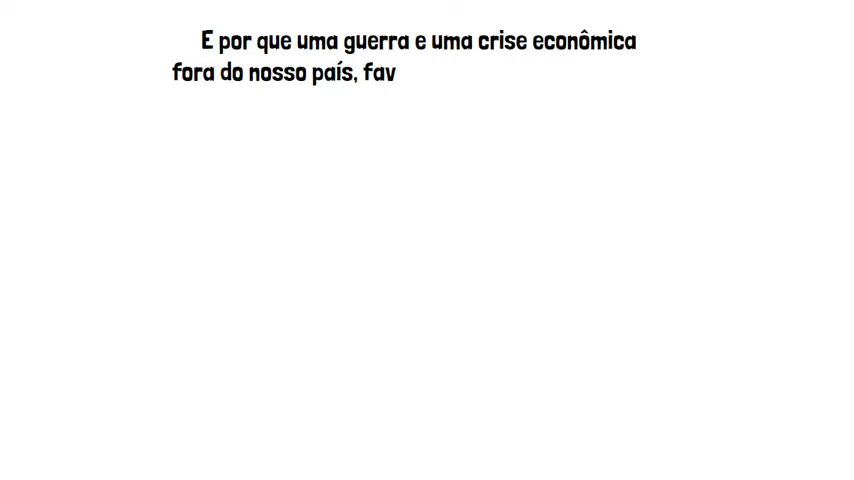 E por que uma guerra e uma crise econômica
fora do nosso país, fav